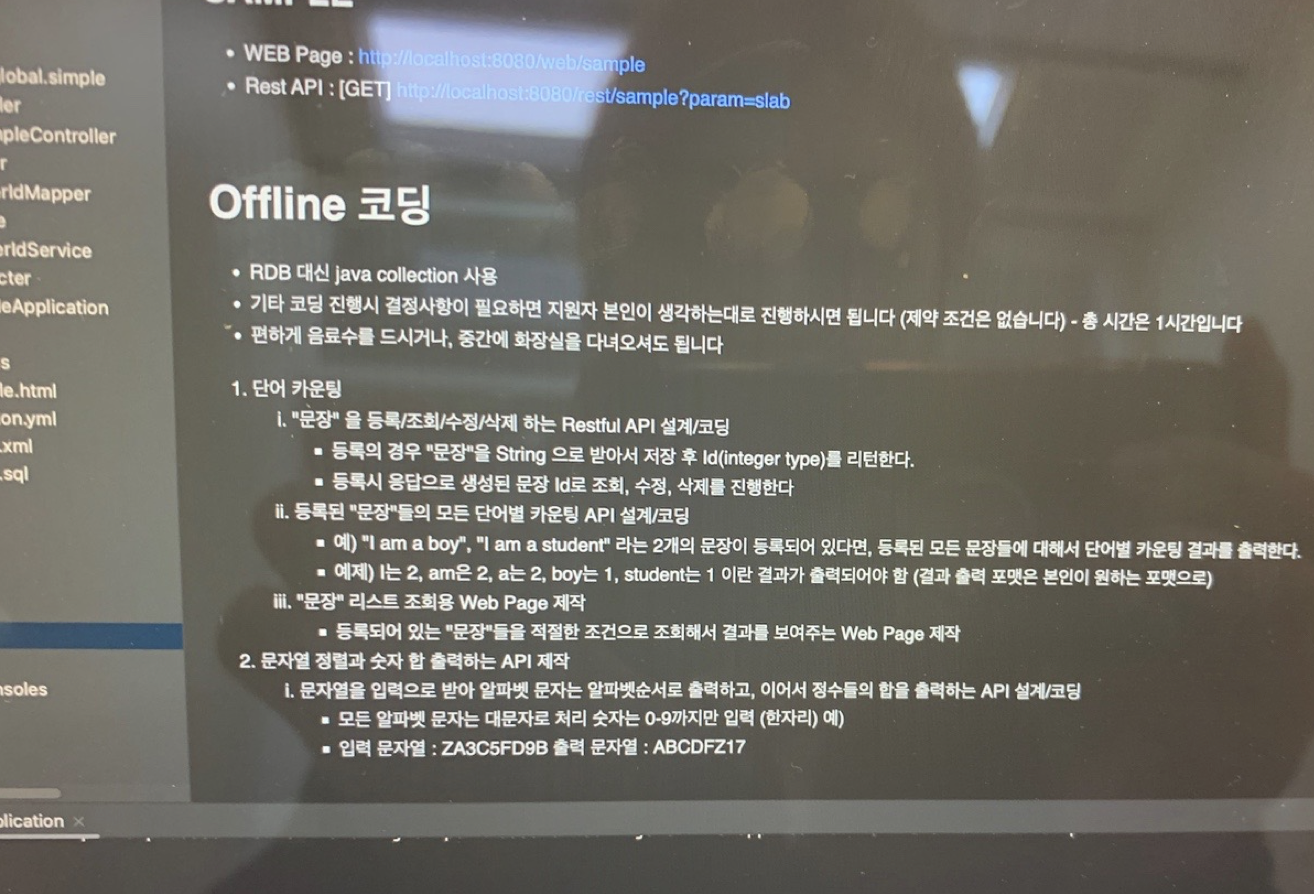 WEB Page : http://localhost:8080/web/sample
Rest API : [GET] http://localhost:8080/rest/sample?param=slab
Offline 코딩
RDB 대신 java collection 사용
기타 코딩 진행시 결정사항이 필요하면 지원자 본인이 생각하는대로 진행하시면 됩니다 (제약 조건은 없습니다) - 총 시간은 1시간입니다
편하게 음료수를 드시거나, 중간에 화장실을 다녀오셔도 됩니다
1. 단어 카운팅
i. "문장" 을 등록/조회/수정/삭제 하는 Restful API 설계/코딩
등록의 경우 "문장"을 String 으로 받아서 저장 후 Id(integer type)를 리턴한다.
등록시 응답으로 생성된 문장 Id로 조회, 수정, 삭제를 진행한다
ii. 등록된 "문장"들의 모든 단어별 카운팅 API 설계/코딩
예) "I am a boy", "I am a student" 라는 2개의 문장이 등록되어 있다면, 등록된 모든 문장들에 대해서 단어별 카운팅 결과를 출력한다.
예제) I는 2, am은 2, a는 2, boy는 1, student는 1 이란 결과가 출력되어야 함 (결과 출력 포맷은 본인이 원하는 포맷으로)
iii. "문장" 리스트 조회용 Web Page 제작
등록되어 있는 "문장"들을 적절한 조건으로 조회해서 결과를 보여주는 Web Page 제작
2. 문자열 정렬과 숫자 합 출력하는 API 제작
i. 문자열을 입력으로 받아 알파벳 문자는 알파벳순서로 출력하고, 이어서 정수들의 합을 출력하는 API 설계/코딩
모든 알파벳 문자는 대문자로 처리 숫자는 0-9까지만 입력 (한자리) 예)
입력 문자열 : ZA3C5FD9B 출력 문자열 : ABCDFZ17
lobal.simple
ler
mpleController
r
rldMapper
e
erldService
cter
leApplication
s
le.html
on.yml
.xml
.sql
nsoles
plication ×